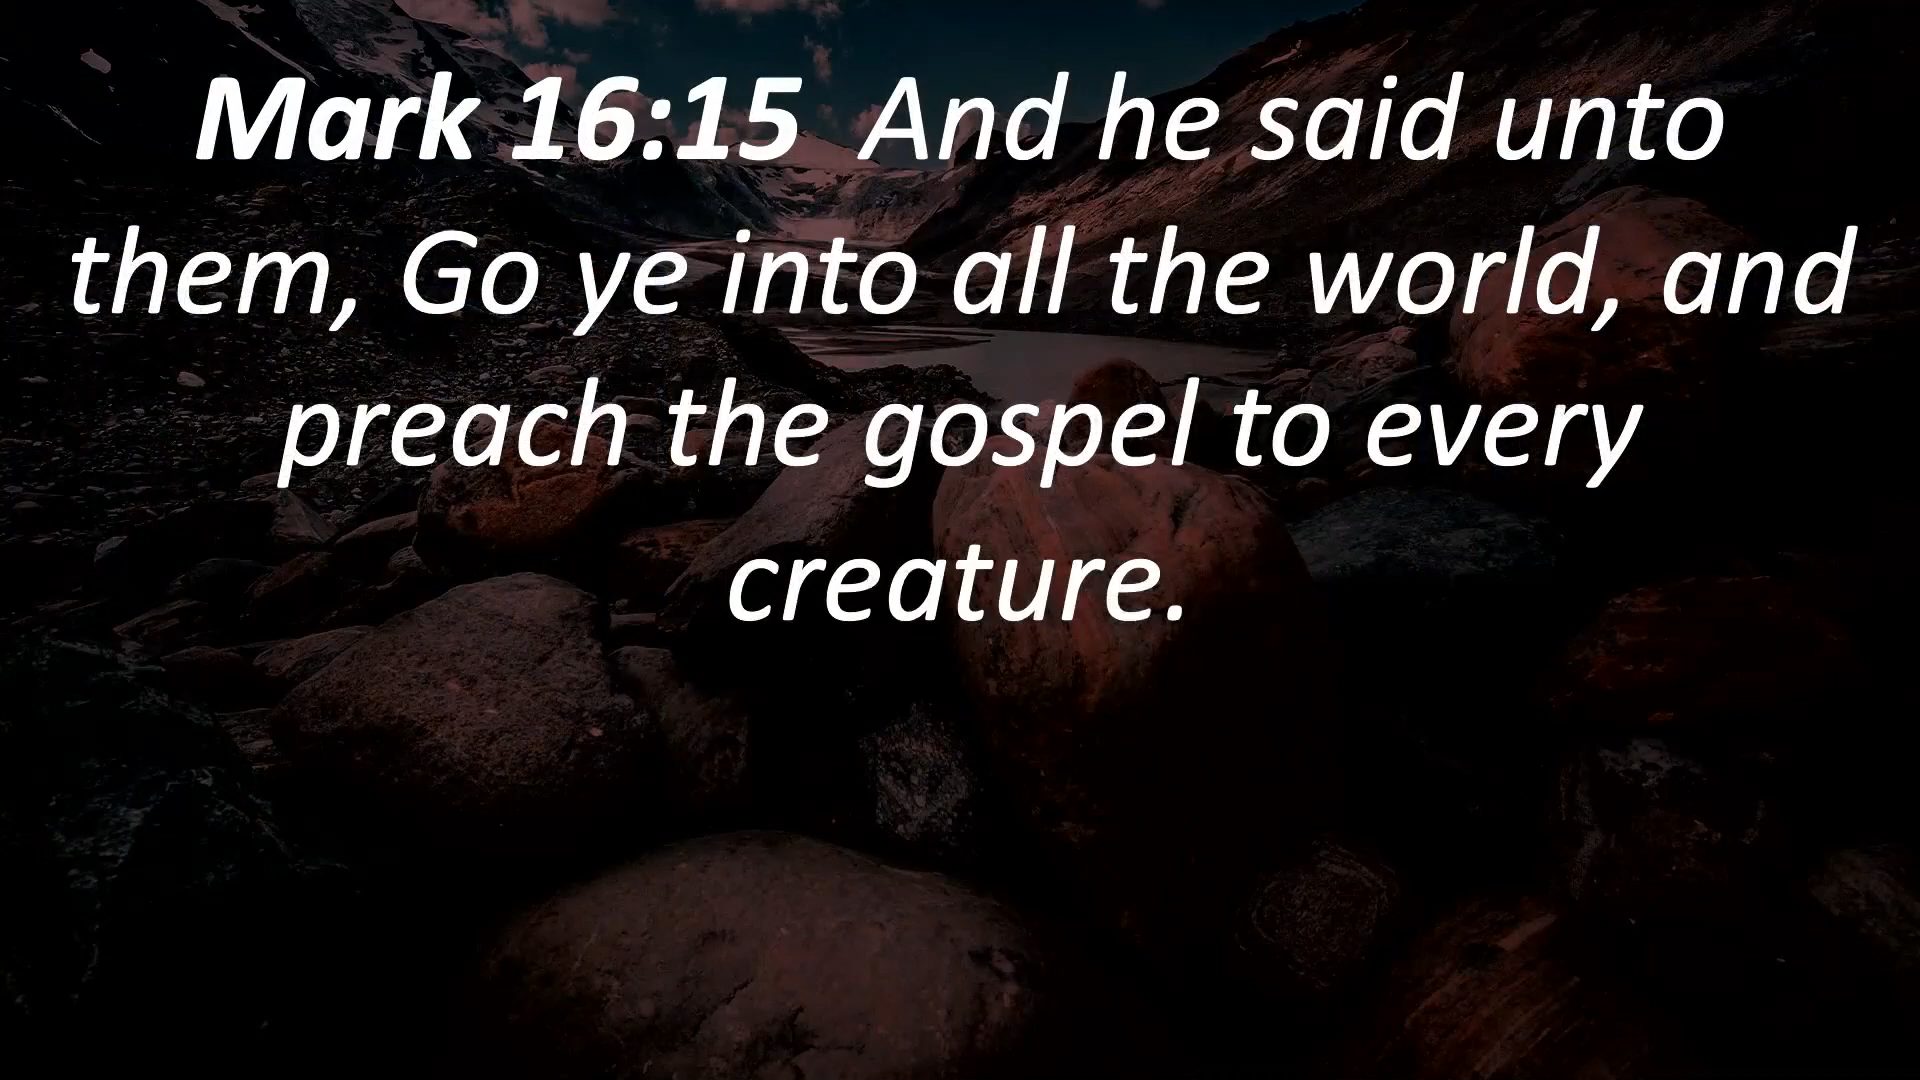 Mark 16:15  And he said unto
them, Go ye into all the world, and
preach the gospel to every
creature.